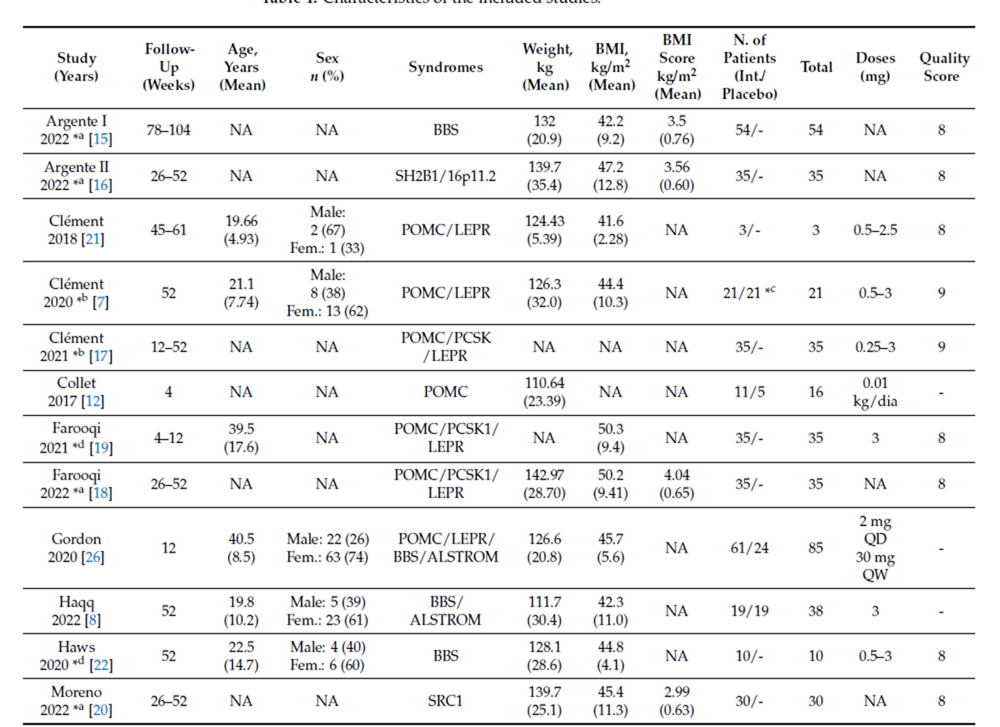 Table 1. Characteristics of the included studies.
Study (Years) | Follow-Up (Weeks) | Age, Years (Mean) | Sex n (%) | Syndromes | Weight, kg (Mean) | BMI, kg/m² (Mean) | BMI Score kg/m² (Mean) | N. of Patients (Int./Placebo) | Total | Doses (mg) | Quality Score
Argente I 2022 *a [15] | 78–104 | NA | NA | BBS | 132 (20.9) | 42.2 (9.2) | 3.5 (0.76) | 54/- | 54 | NA | 8
Argente II 2022 *a [16] | 26–52 | NA | NA | SH2B1/16p11.2 | 139.7 (35.4) | 47.2 (12.8) | 3.56 (0.60) | 35/- | 35 | NA | 8
Clément 2018 [21] | 45–61 | 19.66 (4.93) | Male: 2 (67) Fem.: 1 (33) | POMC/LEPR | 124.43 (5.39) | 41.6 (2.28) | NA | 3/- | 3 | 0.5–2.5 | 8
Clément 2020 *b [7] | 52 | 21.1 (7.74) | Male: 8 (38) Fem.: 13 (62) | POMC/LEPR | 126.3 (32.0) | 44.4 (10.3) | NA | 21/21 *c | 21 | 0.5–3 | 9
Clément 2021 *b [17] | 12–52 | NA | NA | POMC/PCSK/LEPR | NA | NA | NA | 35/- | 35 | 0.25–3 | 9
Collet 2017 [12] | 4 | NA | NA | POMC | 110.64 (23.39) | NA | NA | 11/5 | 16 | 0.01 kg/dia | -
Farooqi 2021 *d [19] | 4–12 | 39.5 (17.6) | NA | POMC/PCSK1/LEPR | NA | 50.3 (9.4) | NA | 35/- | 35 | 3 | 8
Farooqi 2022 *a [18] | 26–52 | NA | NA | POMC/PCSK1/LEPR | 142.97 (28.70) | 50.2 (9.41) | 4.04 (0.65) | 35/- | 35 | NA | 8
Gordon 2020 [26] | 12 | 40.5 (8.5) | Male: 22 (26) Fem.: 63 (74) | POMC/LEPR/BBS/ALSTROM | 126.6 (20.8) | 45.7 (5.6) | NA | 61/24 | 85 | 2 mg QD 30 mg QW | -
Haqq 2022 [8] | 52 | 19.8 (10.2) | Male: 5 (39) Fem.: 23 (61) | BBS/ALSTROM | 111.7 (30.4) | 42.3 (11.0) | NA | 19/19 | 38 | 3 | -
Haws 2020 *d [22] | 52 | 22.5 (14.7) | Male: 4 (40) Fem.: 6 (60) | BBS | 128.1 (28.6) | 44.8 (4.1) | NA | 10/- | 10 | 0.5–3 | 8
Moreno 2022 *a [20] | 26–52 | NA | NA | SRC1 | 139.7 (25.1) | 45.4 (11.3) | 2.99 (0.63) | 30/- | 30 | NA | 8